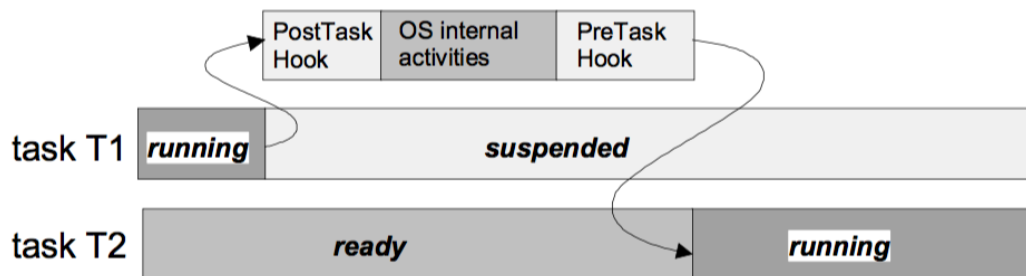 PostTask OS internal PreTask
Hook activities Hook
task T1 running suspended
task T2 ready running